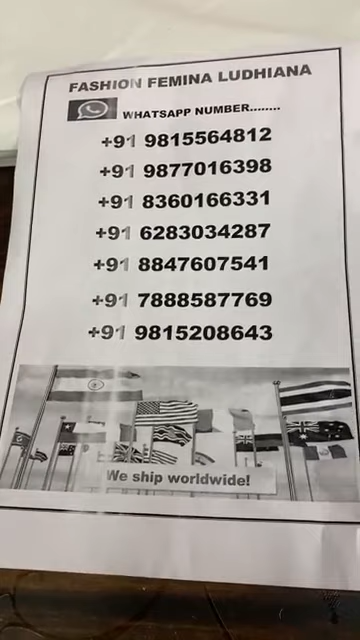 FASHION FEMINA LUDHIANA
WHATSAPP NUMBER........
+91 9815564812
+91 9877016398
+91 8360166331
+91 6283034287
+91 8847607541
+91 7888587769
+91 9815208643
We ship worldwide!